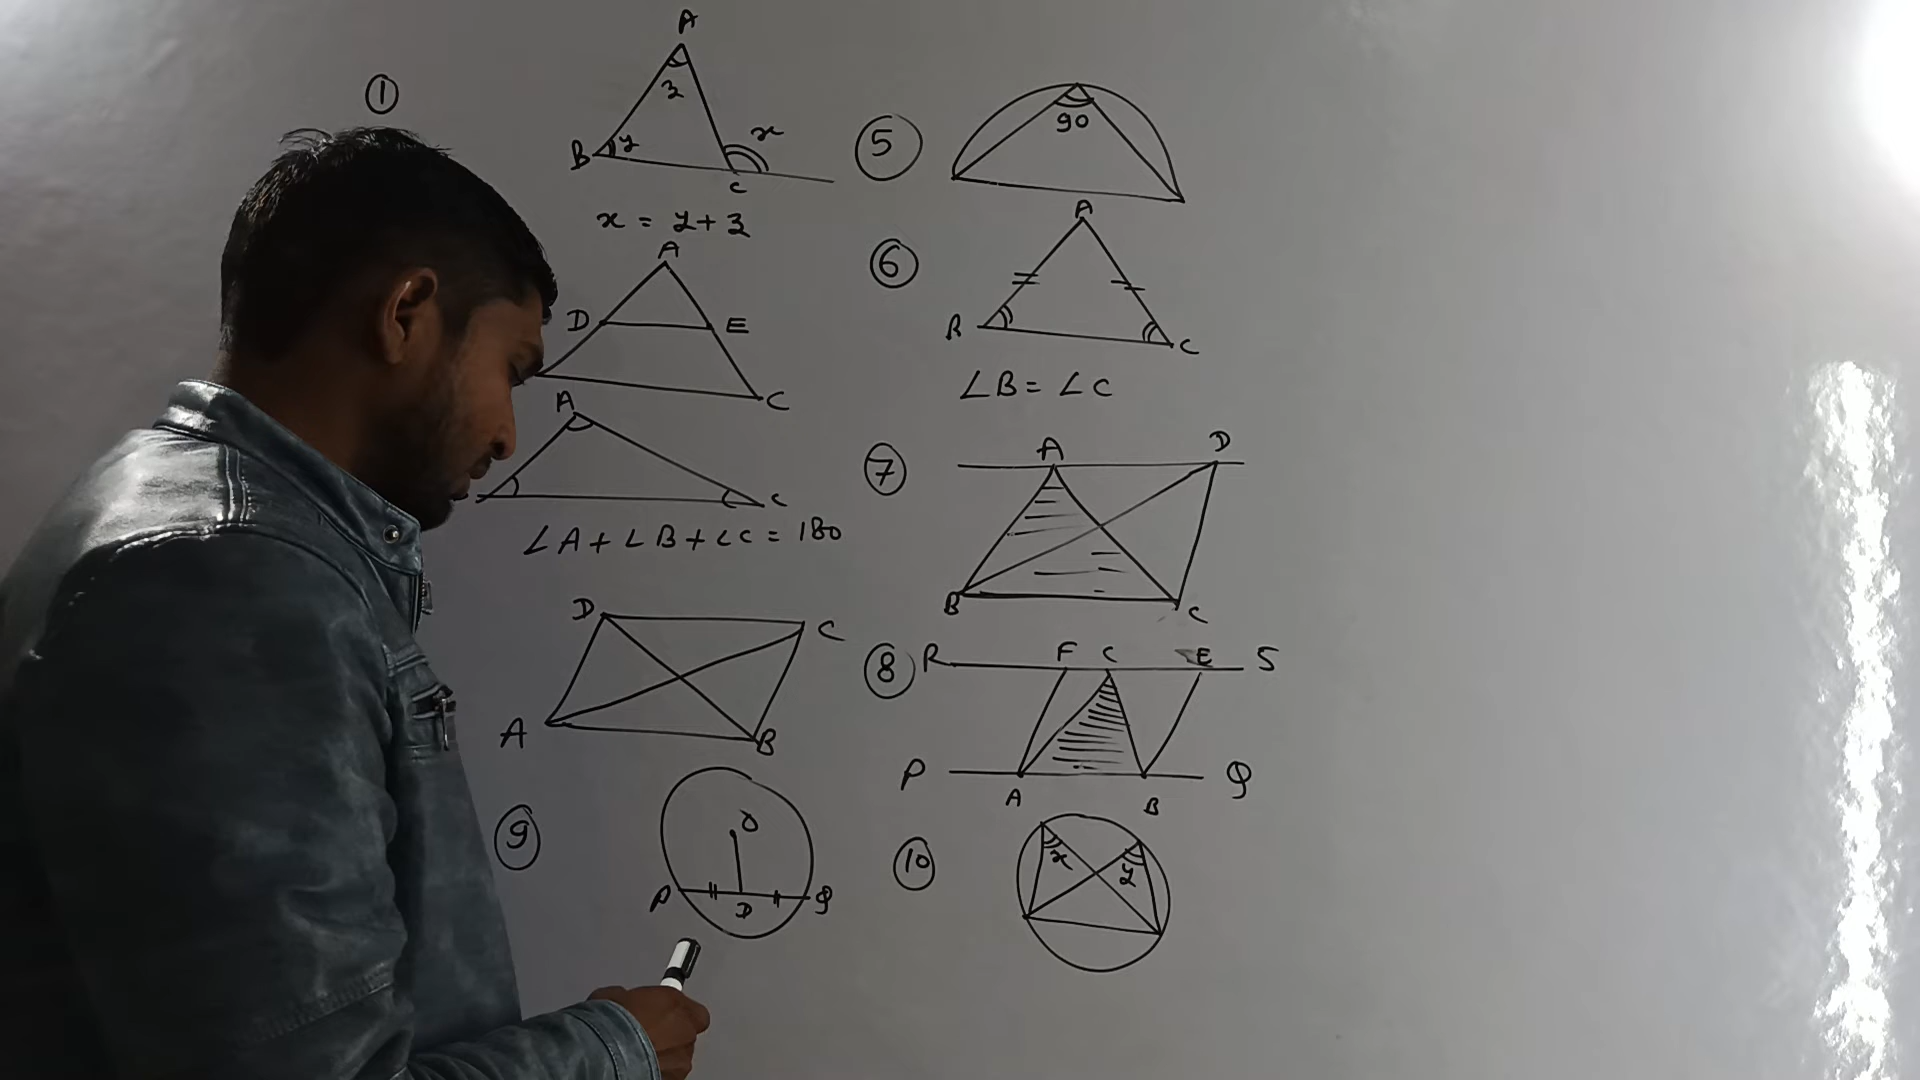 ①
A
z
B y x
C
x = y + z
A
D E
C
A
C
∠A + ∠B + ∠C = 180
D C
A B
⑨
O
P D Q
⑤
90
⑥
A
B C
∠B = ∠C
⑦
A D
B C
⑧ R F C E S
P Q
A B
⑩
x y